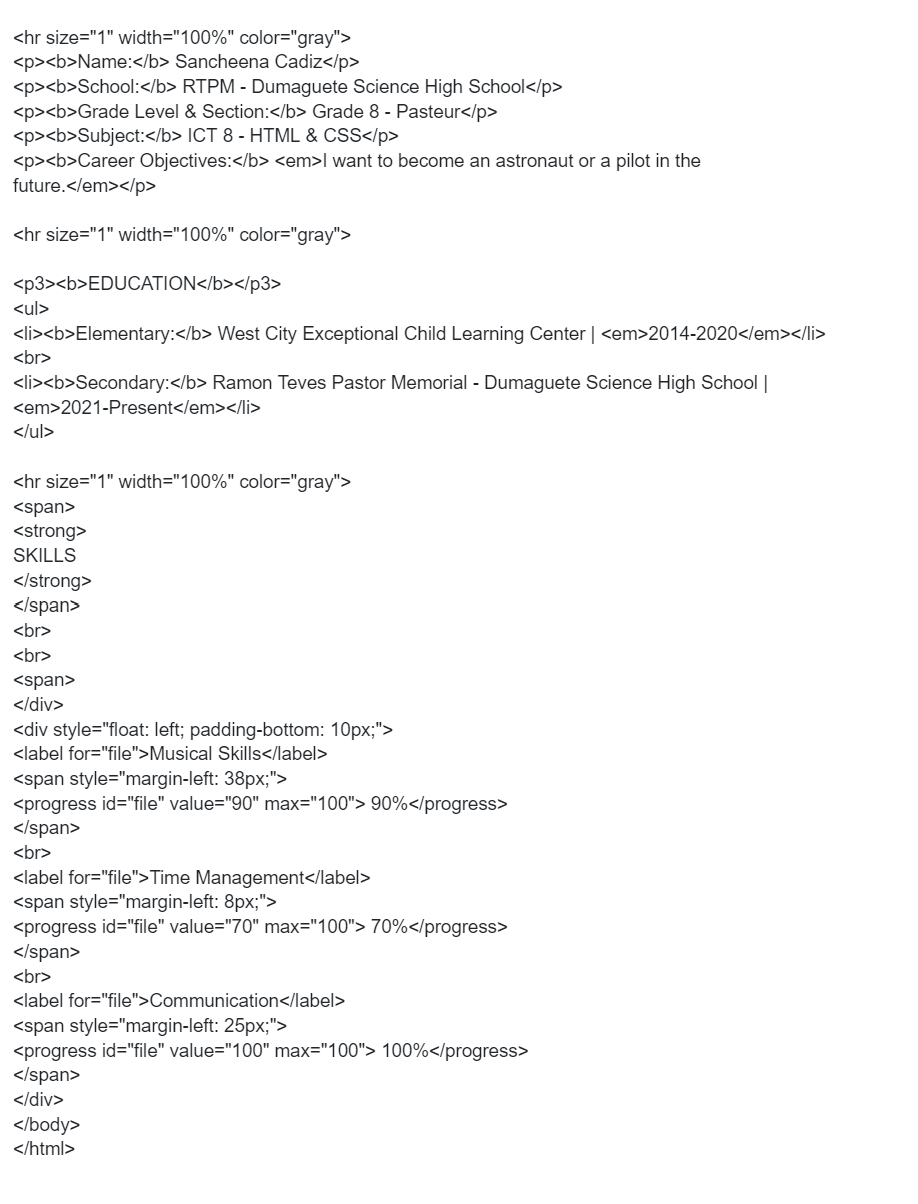 <hr size="1" width="100%" color="gray">
<p><b>Name:</b> Sancheena Cadiz</p>
<p><b>School:</b> RTPM - Dumaguete Science High School</p>
<p><b>Grade Level & Section:</b> Grade 8 - Pasteur</p>
<p><b>Subject:</b> ICT 8 - HTML & CSS</p>
<p><b>Career Objectives:</b> <em>I want to become an astronaut or a pilot in the
future.</em></p>
<hr size="1" width="100%" color="gray">
<p3><b>EDUCATION</b></p3>
<ul>
<li><b>Elementary:</b> West City Exceptional Child Learning Center | <em>2014-2020</em></li>
<br>
<li><b>Secondary:</b> Ramon Teves Pastor Memorial - Dumaguete Science High School |
<em>2021-Present</em></li>
</ul>
<hr size="1" width="100%" color="gray">
<span>
<strong>
SKILLS
</strong>
</span>
<br>
<br>
<span>
</div>
<div style="float: left; padding-bottom: 10px;">
<label for="file">Musical Skills</label>
<span style="margin-left: 38px;">
<progress id="file" value="90" max="100"> 90%</progress>
</span>
<br>
<label for="file">Time Management</label>
<span style="margin-left: 8px;">
<progress id="file" value="70" max="100"> 70%</progress>
</span>
<br>
<label for="file">Communication</label>
<span style="margin-left: 25px;">
<progress id="file" value="100" max="100"> 100%</progress>
</span>
</div>
</body>
</html>